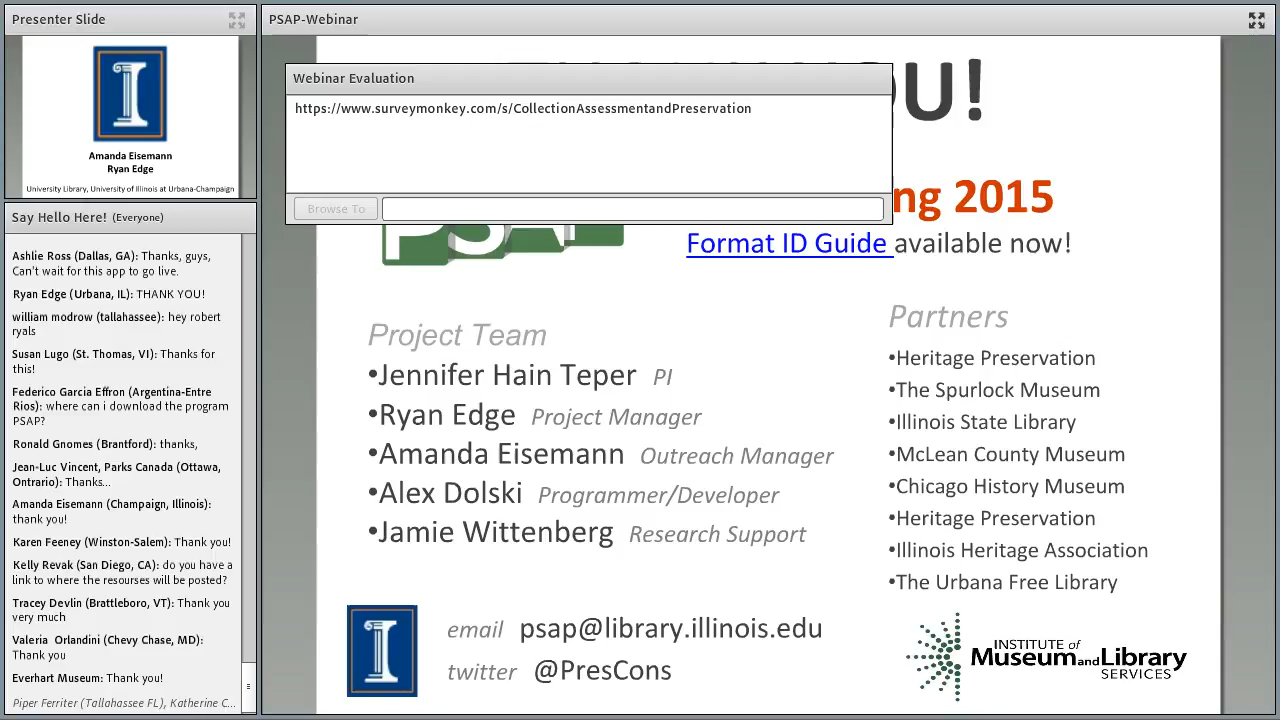 Presenter Slide
Amanda Eisemann
Ryan Edge
University Library, University of Illinois at Urbana-Champaign
Say Hello Here! (Everyone)
Ashlie Ross (Dallas, GA): Thanks, guys,
Can't wait for this app to go live.
Ryan Edge (Urbana, IL): THANK YOU!
william modrow (tallahassee): hey robert
ryals
Susan Lugo (St. Thomas, VI): Thanks for
this!
Federico Garcia Effron (Argentina-Entre
Rios): where can i download the program
PSAP?
Ronald Gnomes (Brantford): thanks,
Jean-Luc Vincent, Parks Canada (Ottawa,
Ontario): Thanks...
Amanda Eisemann (Champaign, Illinois):
thank you!
Karen Feeney (Winston-Salem): Thank you!
Kelly Revak (San Diego, CA): do you have a
link to where the resourses will be posted?
Tracey Devlin (Brattleboro, VT): Thank you
very much
Valeria Orlandini (Chevy Chase, MD):
Thank you
Everhart Museum: Thank you!
Piper Ferriter (Tallahassee FL), Katherine C...
PSAP-Webinar
OU!
Webinar Evaluation
https://www.surveymonkey.com/s/CollectionAssessmentandPreservation
Browse To
ng 2015
PSAP
Format ID Guide available now!
Project Team
•Jennifer Hain Teper PI
•Ryan Edge Project Manager
•Amanda Eisemann Outreach Manager
•Alex Dolski Programmer/Developer
•Jamie Wittenberg Research Support
Partners
•Heritage Preservation
•The Spurlock Museum
•Illinois State Library
•McLean County Museum
•Chicago History Museum
•Heritage Preservation
•Illinois Heritage Association
•The Urbana Free Library
email psap@library.illinois.edu
twitter @PresCons
INSTITUTE of
Museum and Library
SERVICES